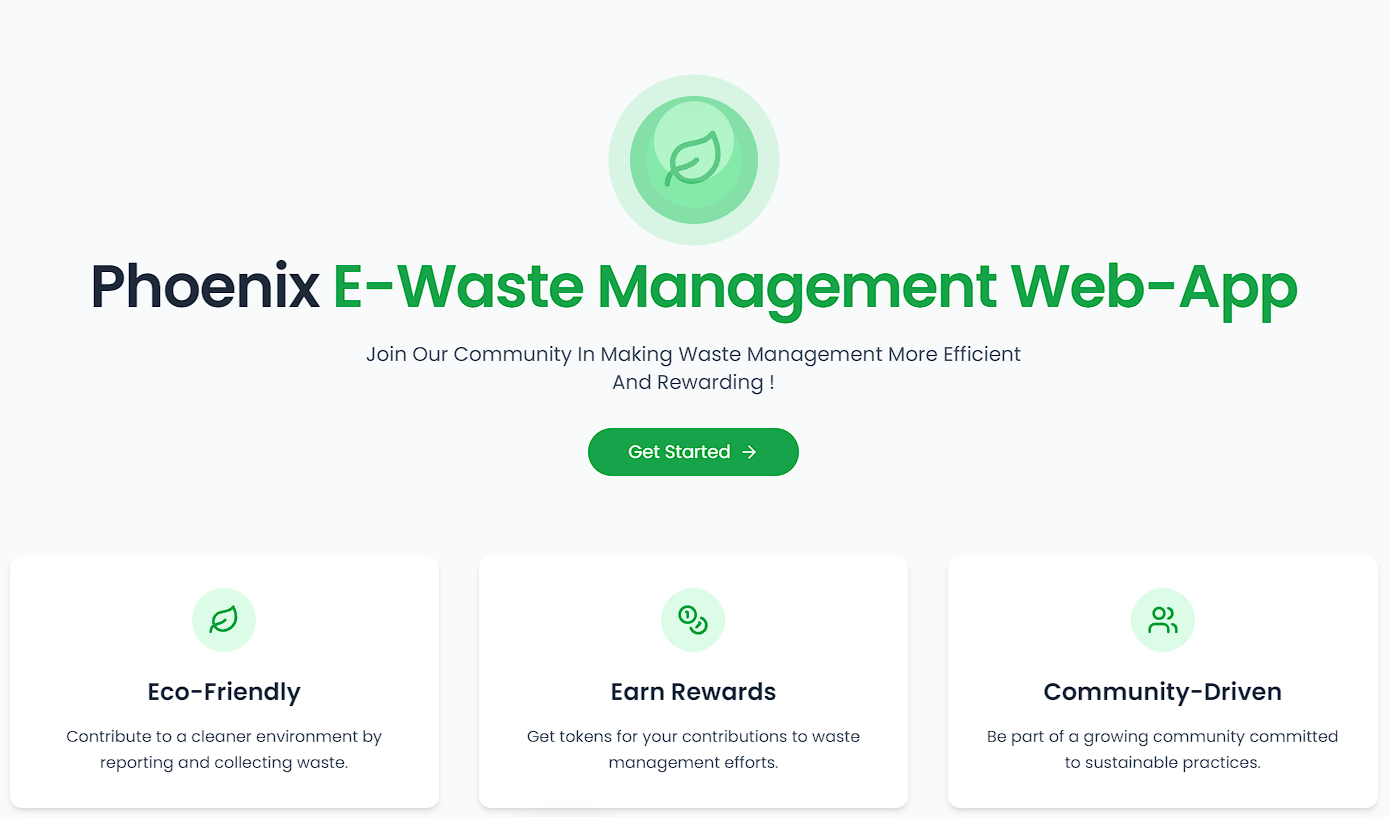 Phoenix E-Waste Management Web-App
Join Our Community In Making Waste Management More Efficient
And Rewarding !
Get Started →
Eco-Friendly
Contribute to a cleaner environment by
reporting and collecting waste.
Earn Rewards
Get tokens for your contributions to waste
management efforts.
Community-Driven
Be part of a growing community committed
to sustainable practices.